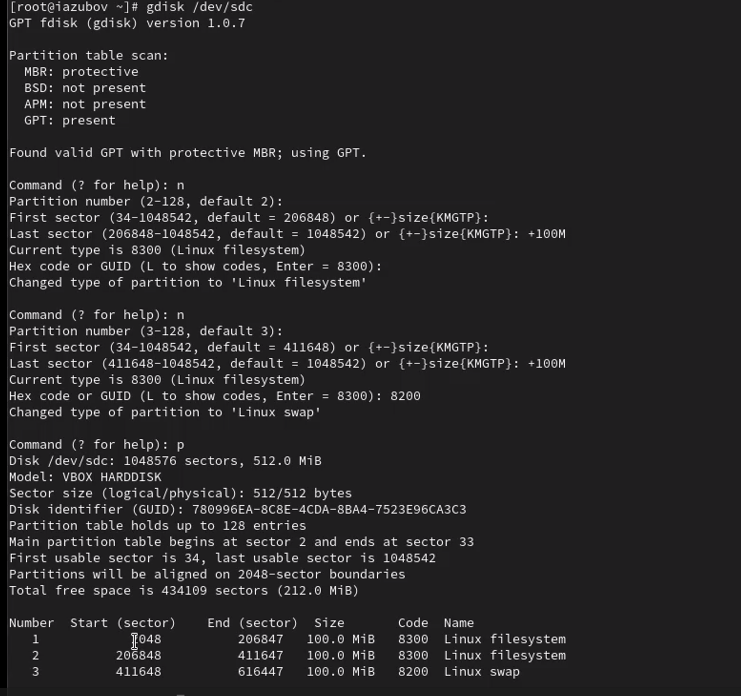 [root@iazubov ~]# gdisk /dev/sdc
GPT fdisk (gdisk) version 1.0.7
Partition table scan:
MBR: protective
BSD: not present
APM: not present
GPT: present
Found valid GPT with protective MBR; using GPT.
Command (? for help): n
Partition number (2-128, default 2):
First sector (34-1048542, default = 206848) or {+-}size{KMGTP}:
Last sector (206848-1048542, default = 1048542) or {+-}size{KMGTP}: +100M
Current type is 8300 (Linux filesystem)
Hex code or GUID (L to show codes, Enter = 8300):
Changed type of partition to 'Linux filesystem'
Command (? for help): n
Partition number (3-128, default 3):
First sector (34-1048542, default = 411648) or {+-}size{KMGTP}:
Last sector (411648-1048542, default = 1048542) or {+-}size{KMGTP}: +100M
Current type is 8300 (Linux filesystem)
Hex code or GUID (L to show codes, Enter = 8300): 8200
Changed type of partition to 'Linux swap'
Command (? for help): p
Disk /dev/sdc: 1048576 sectors, 512.0 MiB
Model: VBOX HARDDISK
Sector size (logical/physical): 512/512 bytes
Disk identifier (GUID): 780996EA-8C8E-4CDA-8BA4-7523E96CA3C3
Partition table holds up to 128 entries
Main partition table begins at sector 2 and ends at sector 33
First usable sector is 34, last usable sector is 1048542
Partitions will be aligned on 2048-sector boundaries
Total free space is 434109 sectors (212.0 MiB)
Number Start (sector) End (sector) Size Code Name
1 206847 100.0 MiB 8300 Linux filesystem
2 206848 411647 100.0 MiB 8300 Linux filesystem
3 411648 616447 100.0 MiB 8200 Linux swap